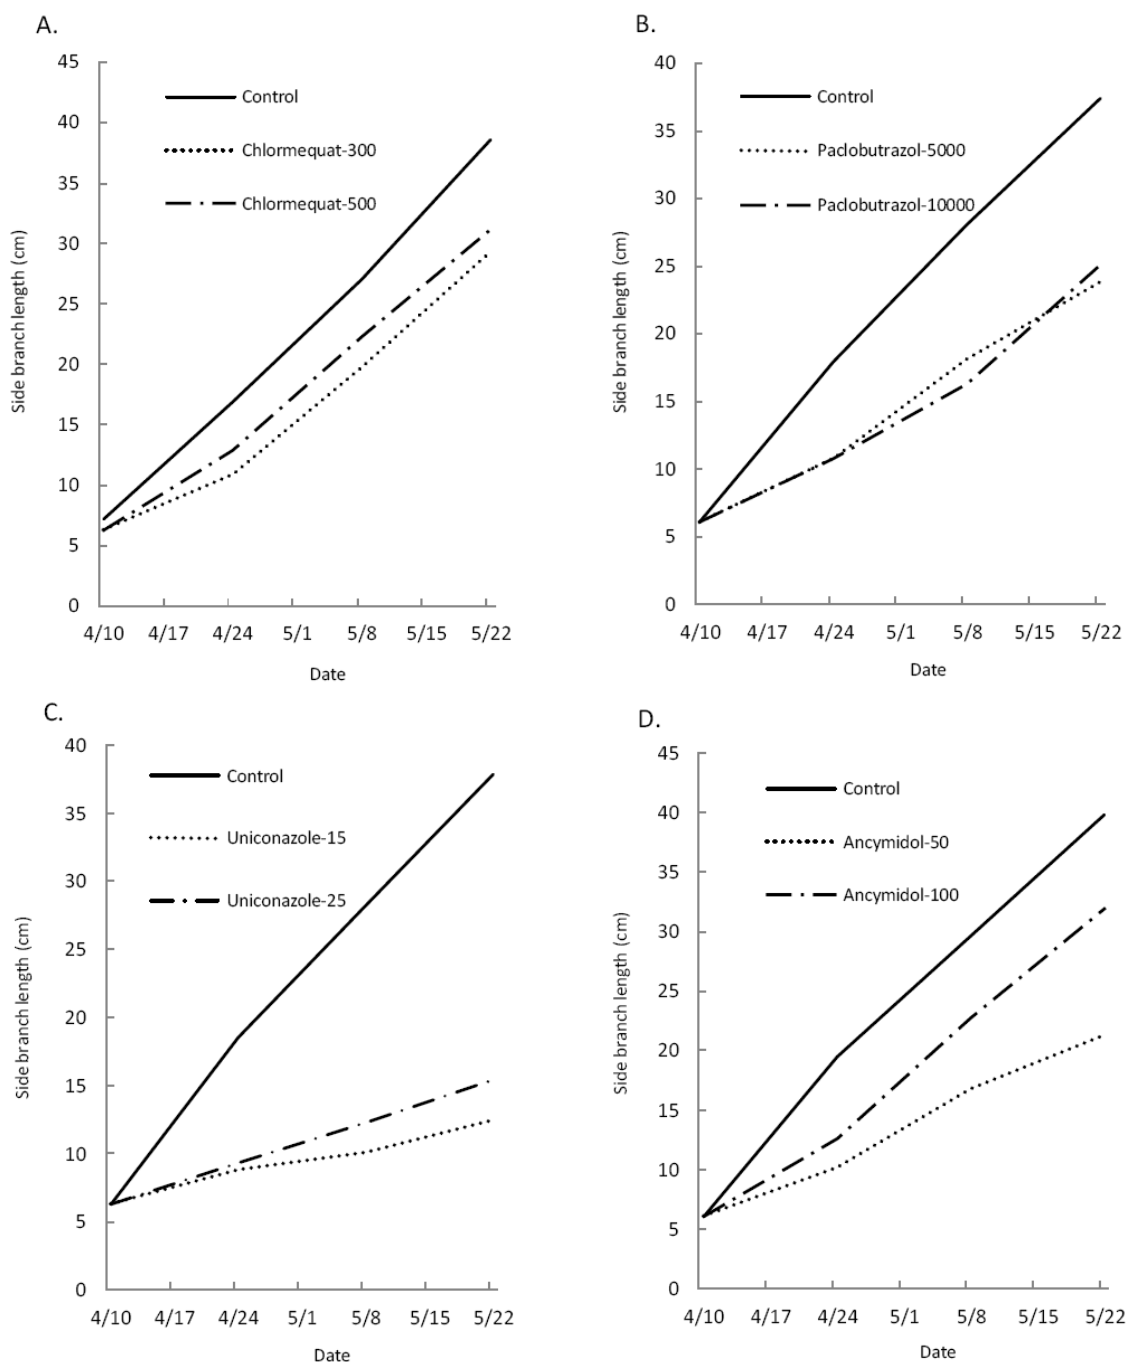 A.
45
40
35
30
25
20
15
10
5
0
Side branch length (cm)
Control
Chlormequat-300
Chlormequat-500
4/10 4/17 4/24 5/1 5/8 5/15 5/22
Date
B.
40
35
30
25
20
15
10
5
0
Side branch length (cm)
Control
Paclobutrazol-5000
Paclobutrazol-10000
4/10 4/17 4/24 5/1 5/8 5/15 5/22
Date
C.
40
35
30
25
20
15
10
5
0
Side branch length (cm)
Control
Uniconazole-15
Uniconazole-25
4/10 4/17 4/24 5/1 5/8 5/15 5/22
Date
D.
45
40
35
30
25
20
15
10
5
0
Side branch length (cm)
Control
Ancymidol-50
Ancymidol-100
4/10 4/17 4/24 5/1 5/8 5/15 5/22
Date